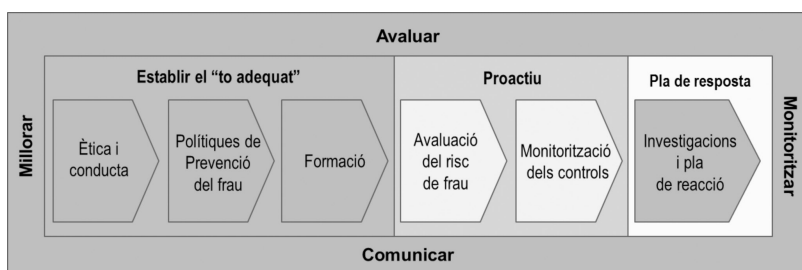 Avaluar
Millorar
Establir el “to adequat”
Ètica i
conducta
Polítiques de
Prevenció
del frau
Formació
Proactiu
Avaluació
del risc
de frau
Monitorització
dels controls
Pla de resposta
Investigacions
i pla
de reacció
Monitoritzar
Comunicar